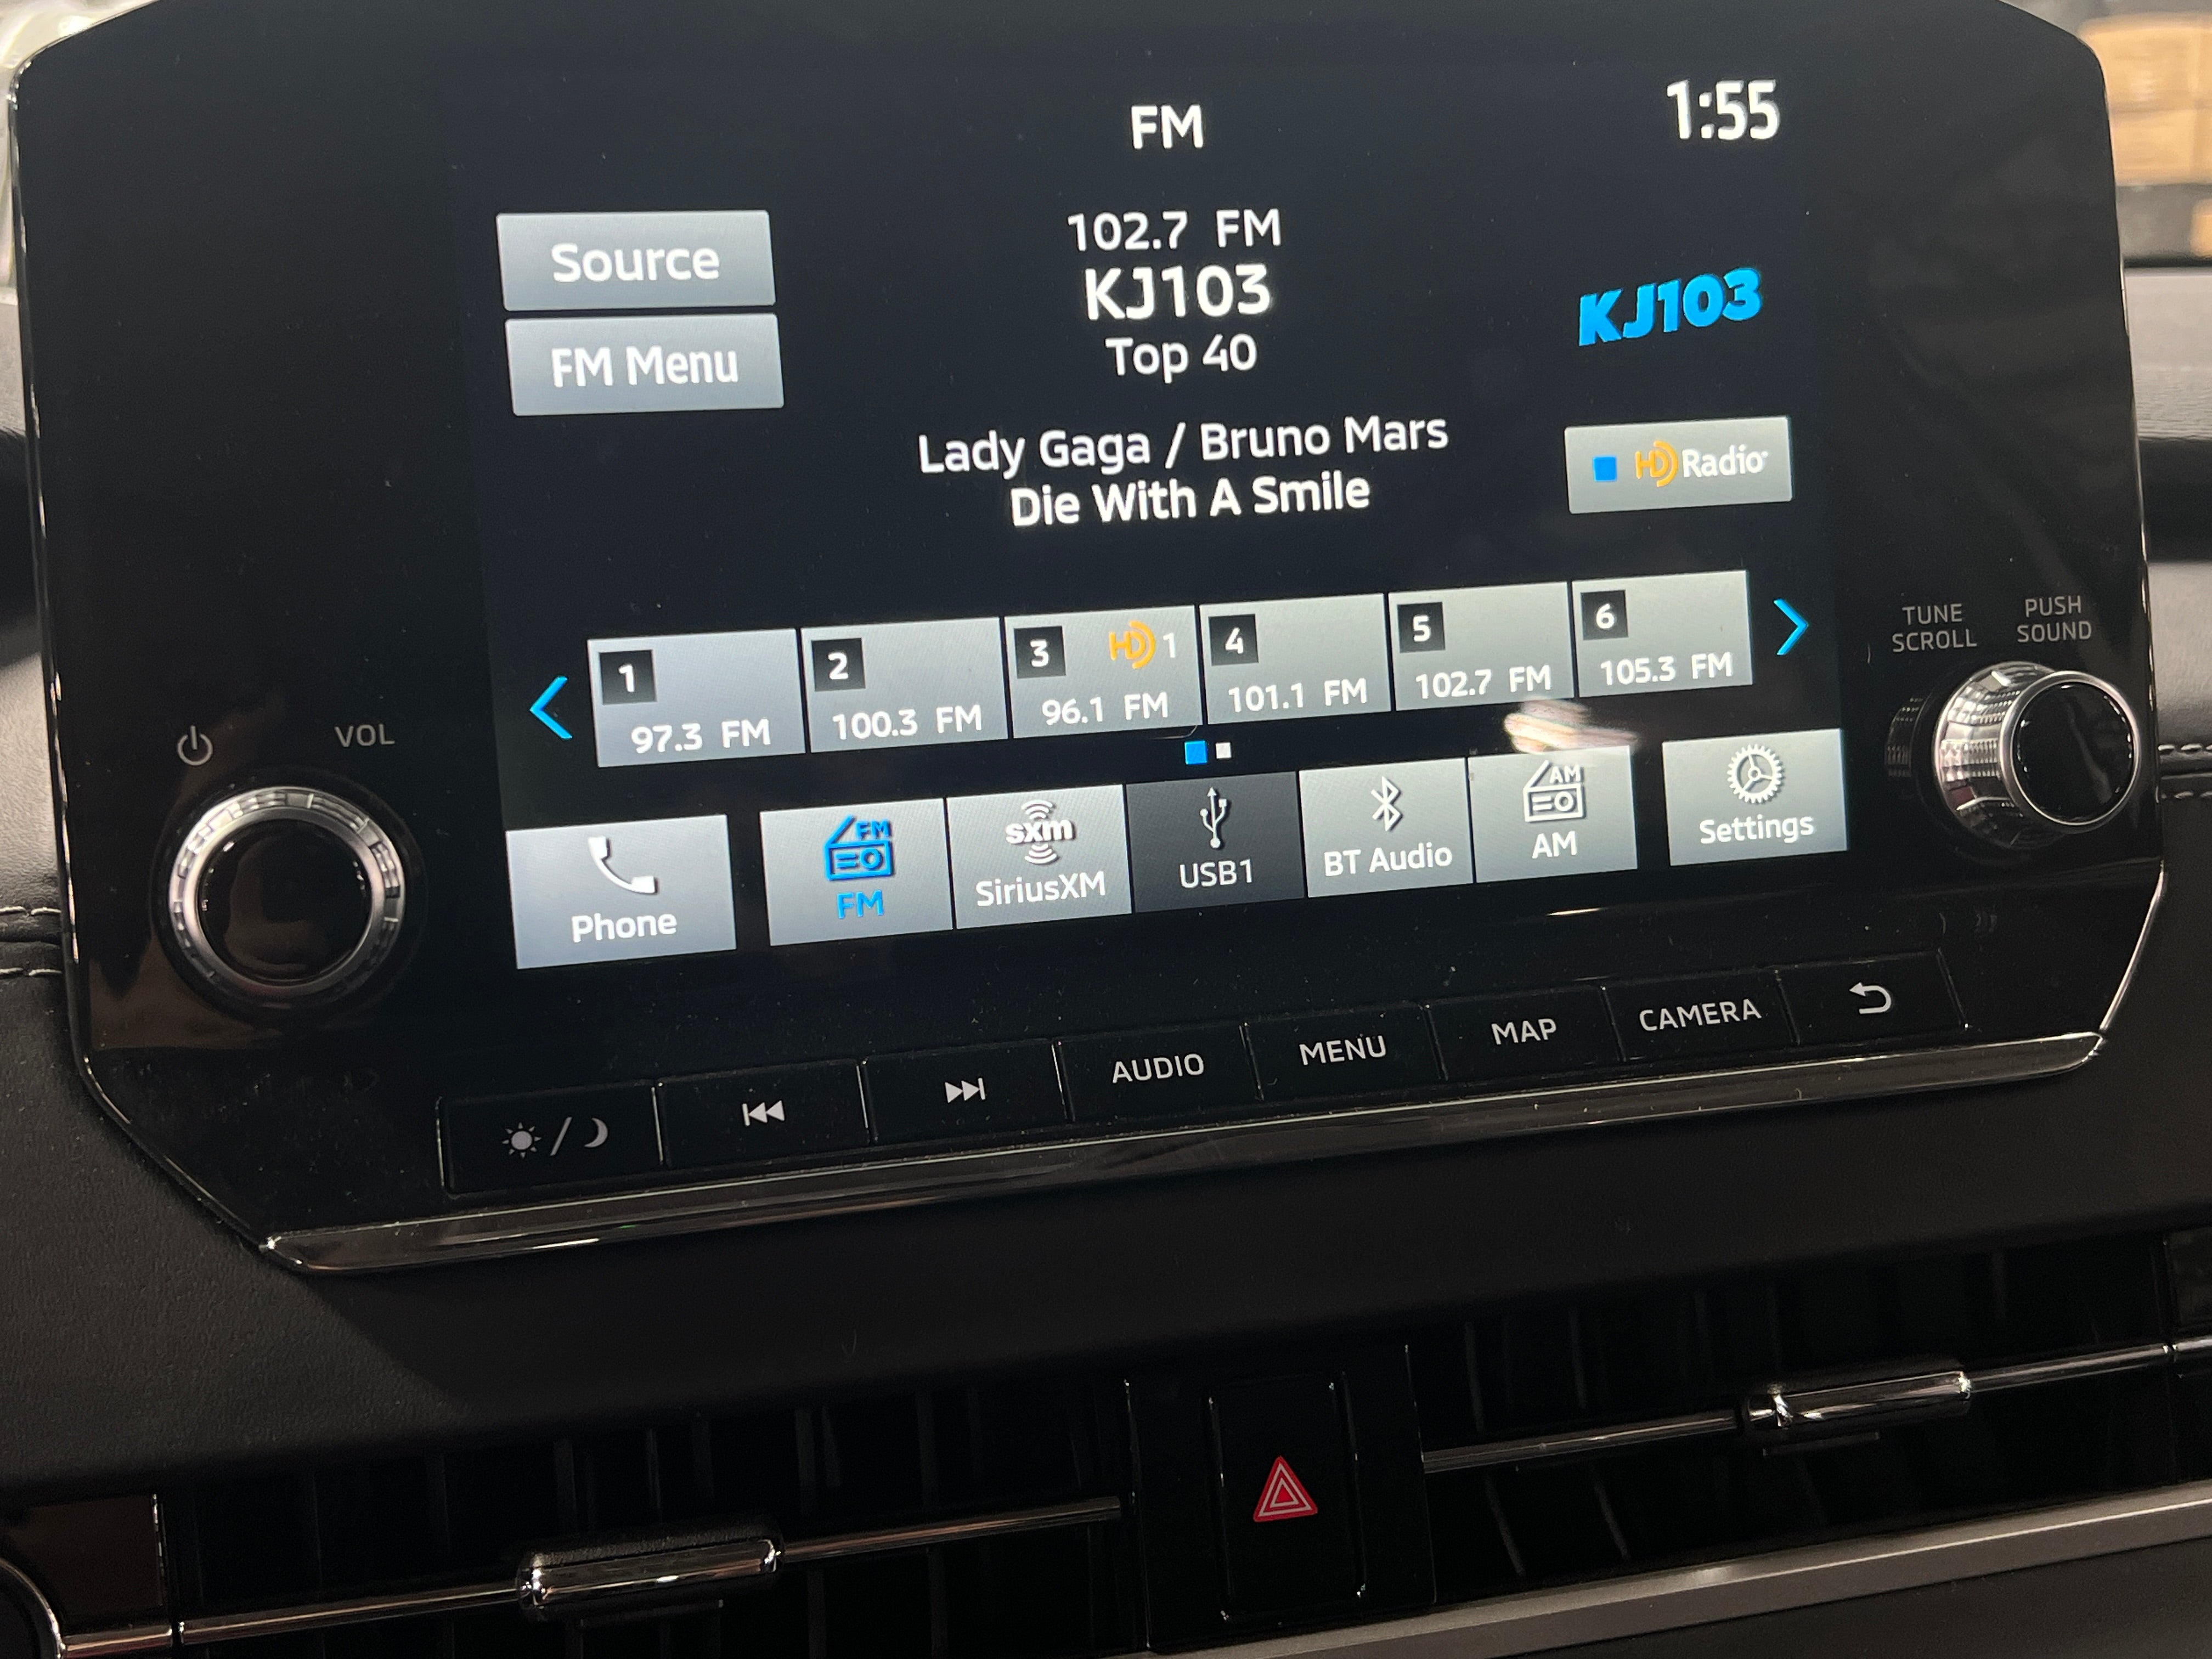 FM
1:55
Source
FM Menu
102.7 FM
KJ103
Top 40
KJ103
Lady Gaga / Bruno Mars
Die With A Smile
HD Radio
1
97.3 FM
2
100.3 FM
3 HD 1
96.1 FM
4
101.1 FM
5
102.7 FM
6
105.3 FM
TUNE
SCROLL
PUSH
SOUND
VOL
Phone
FM
FM
sxm
SiriusXM
USB1
BT Audio
AM
AM
Settings
AUDIO
MENU
MAP
CAMERA